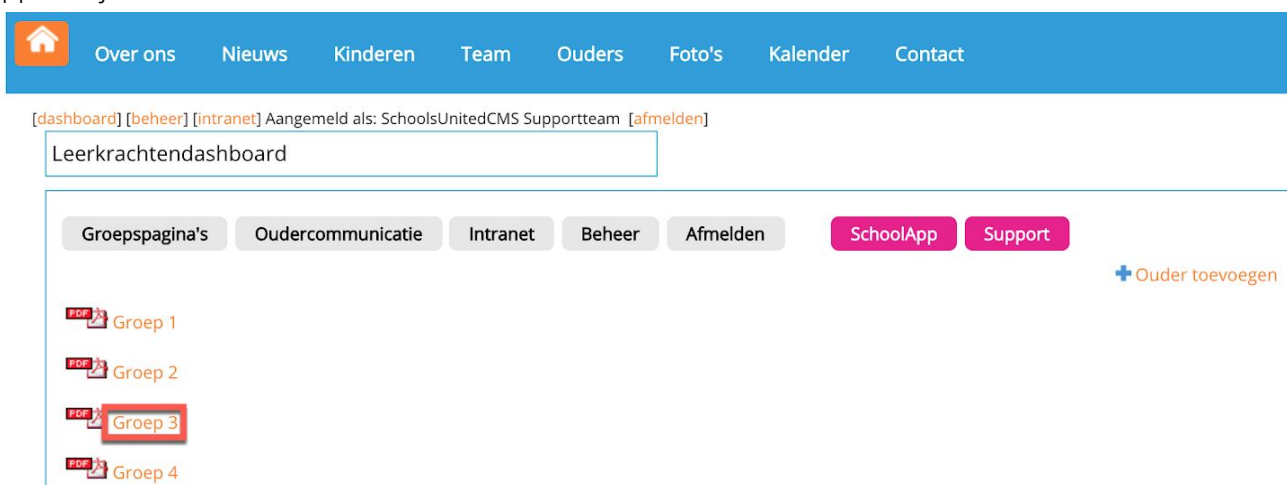 Over ons Nieuws Kinderen Team Ouders Foto's Kalender Contact
[dashboard] [beheer] [intranet] Aangemeld als: SchoolsUnitedCMS Supportteam [afmelden]
Leerkrachtendashboard
Groepspagina's Oudercommunicatie Intranet Beheer Afmelden SchoolApp Support
Ouder toevoegen
PDF Groep 1
PDF Groep 2
PDF Groep 3
PDF Groep 4